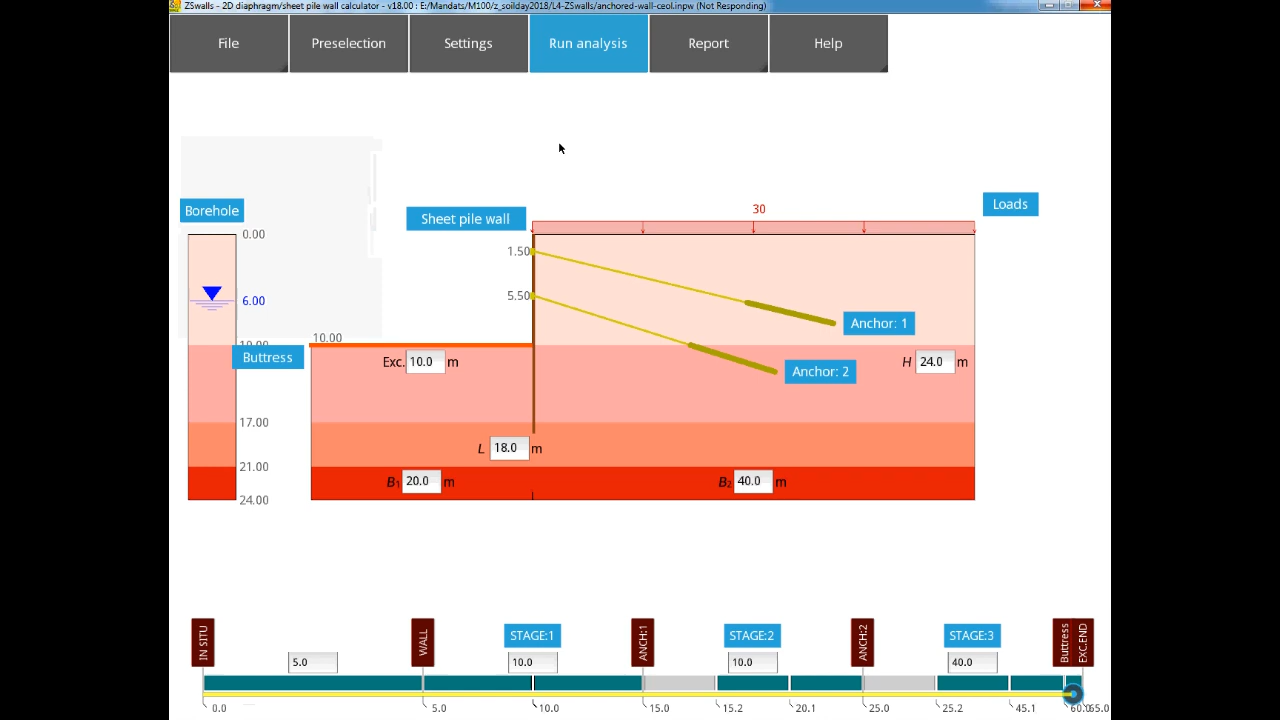 ZSwalls - 2D diaphragm/sheet pile wall calculator - v18.00 : E:/Mandats/M100/z_soilday2018/L4-ZSwalls/anchored-wall-ceol.inpw (Not Responding)
File Preselection Settings Run analysis Report Help
Borehole
Sheet pile wall
30
Loads
0.00
1.50
5.50
6.00
Anchor: 1
10.00
Buttress
Exc. 10.0 m
Anchor: 2
H 24.0 m
17.00
L 18.0 m
21.00
B1 20.0 m
B2 40.0 m
24.00
IN SITU WALL STAGE:1 ANCH:1 STAGE:2 ANCH:2 STAGE:3 Buttress EXC.END
5.0 10.0 10.0 40.0
0.0 5.0 10.0 15.0 15.2 20.1 25.0 25.2 45.1 60.0 65.0